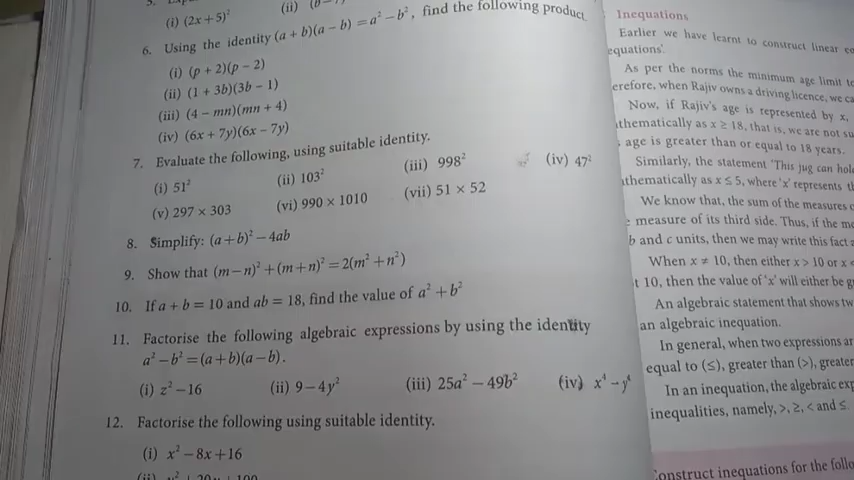 5.
(i) (2x+5)²
(ii)
6. Using the identity (a + b)(a − b) = a² − b², find the following product.
(i) (p + 2)(p − 2)
(ii) (1 + 3b)(3b − 1)
(iii) (4 − mn)(mn + 4)
(iv) (6x + 7y)(6x − 7y)
7. Evaluate the following, using suitable identity.
(i) 51² (ii) 103² (iii) 998² (iv) 47²
(v) 297 × 303 (vi) 990 × 1010 (vii) 51 × 52
8. Simplify: (a + b)² − 4ab
9. Show that (m − n)² + (m + n)² = 2(m² + n²)
10. If a + b = 10 and ab = 18, find the value of a² + b²
11. Factorise the following algebraic expressions by using the identity
a² − b² = (a + b)(a − b).
(i) z² − 16 (ii) 9 − 4y² (iii) 25a² − 49b² (iv) x⁴ − y⁴
12. Factorise the following using suitable identity.
(i) x² − 8x + 16
Inequations
Earlier we have learnt to construct linear
equations'.
As per the norms the minimum age limit
when Rajiv owns a driving licence, we
Now, if Rajiv's age is represented by x,
as x ≥ 18, that is, we are not
age is greater than or equal to 18 years.
Similarly, the statement 'This jug can
as x ≤ 5, where 'x' represents
We know that, the sum of the measures
measure of its third side. Thus, if the
b and c units, then we may write this fact
When x ≠ 10, then either x > 10 or x
10, then the value of 'x' will either be
An algebraic statement that shows
an algebraic inequation.
In general, when two expressions
equal to (≤), greater than (>), greater
In an inequation, the algebraic
inequalities, namely, >, ≥, < and ≤.
Construct inequations for the